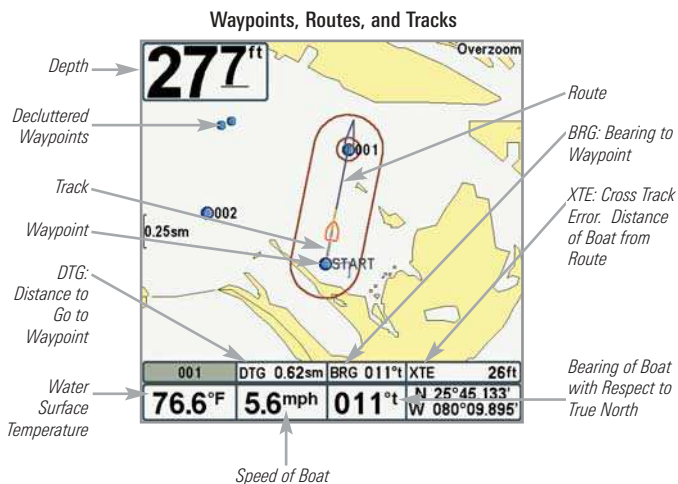 Waypoints, Routes, and Tracks
Depth
277 ft
Overzoom
Decluttered
Waypoints
Route
BRG: Bearing to
Waypoint
001
Track
XTE: Cross Track
Error. Distance
of Boat from
Route
002
0.25sm
Waypoint
START
DTG:
Distance to
Go to
Waypoint
001 DTG 0.62sm BRG 011°t XTE 26ft
76.6°F 5.6mph 011°t N 25°45.133'
W 080°09.895'
Water
Surface
Temperature
Bearing of Boat
with Respect to
True North
Speed of Boat